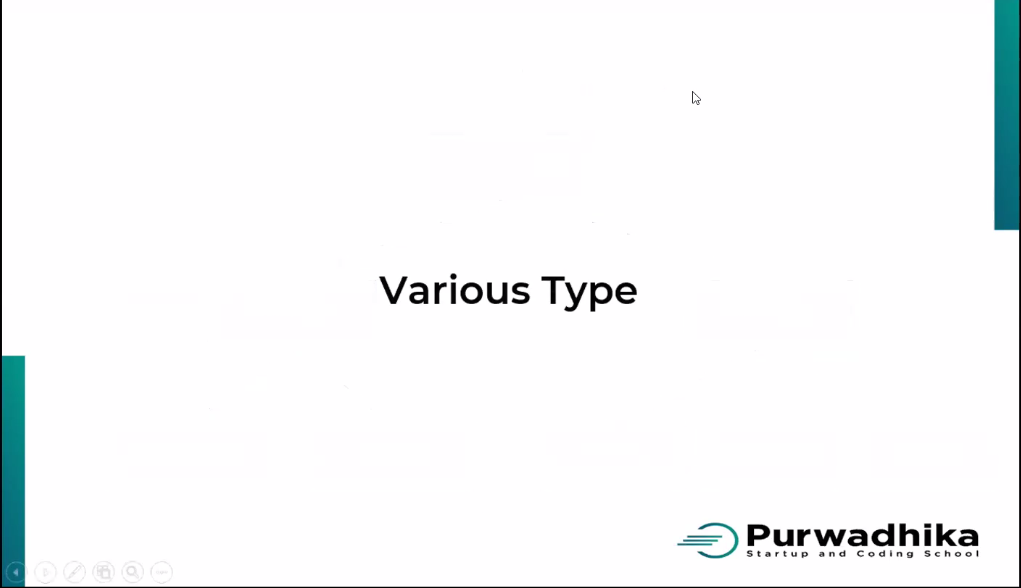 Various Type
Purwadhika
Startup and Coding School